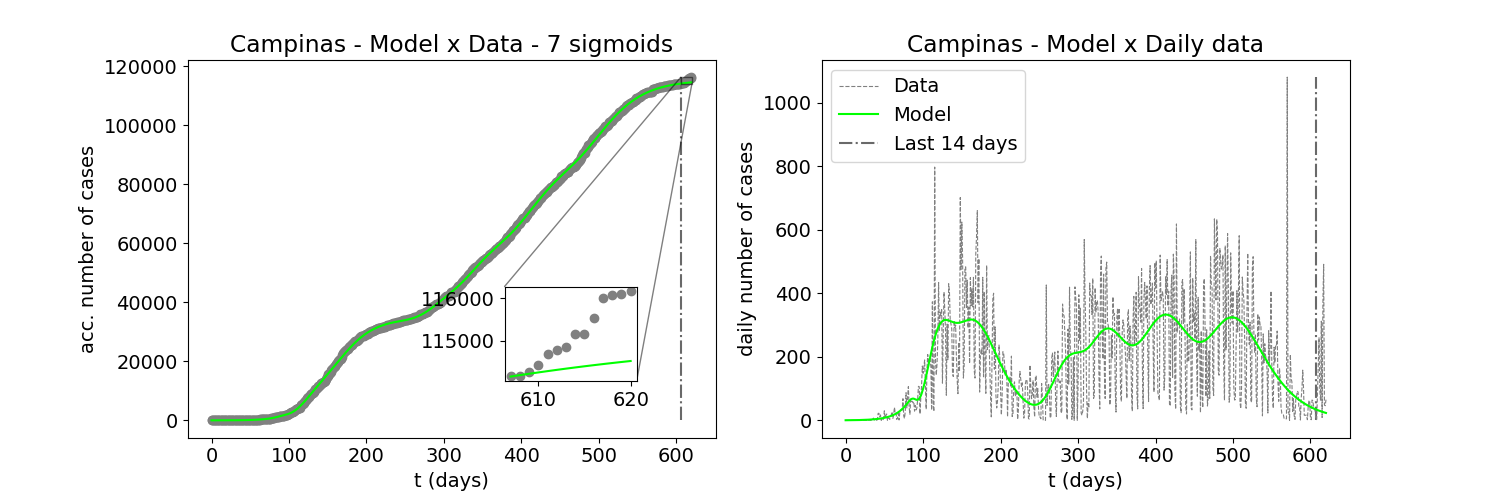 Campinas - Model x Data - 7 sigmoids
acc. number of cases
120000
100000
80000
60000
40000
20000
0
116000
115000
610 620
0 100 200 300 400 500 600
t (days)
Campinas - Model x Daily data
daily number of cases
1000
800
600
400
200
0
Data
Model
Last 14 days
0 100 200 300 400 500 600
t (days)